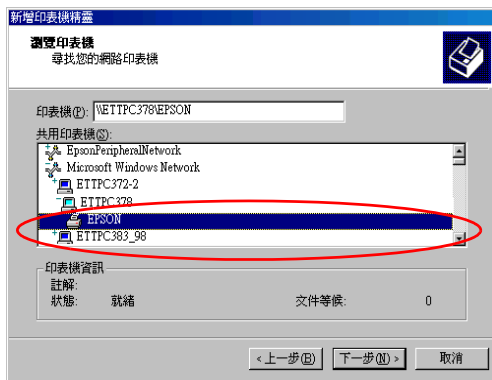 新增印表機精靈
瀏覽印表機
尋找您的網路印表機
印表機(P): \\ETTPC378\EPSON
共用印表機(S):
EpsonPeripheralNetwork
Microsoft Windows Network
ETTPC372-2
ETTPC378
EPSON
ETTPC383_98
印表機資訊
註解:
狀態: 就緒 文件等候: 0
<上一步(B) 下一步(N)> 取消